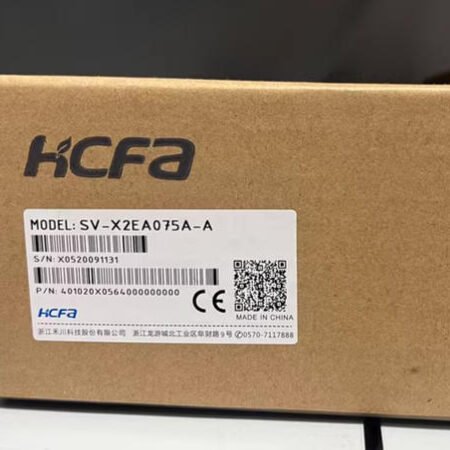 HCFA
MODEL: SV-X2EA075A-A
S/N: X0520091131
P/N: 401020X0564000000000
CE
MADE IN CHINA
HCFA
浙江禾川科技股份有限公司 浙江龙游城北工业区阜财路9号 ✆0570-7117888